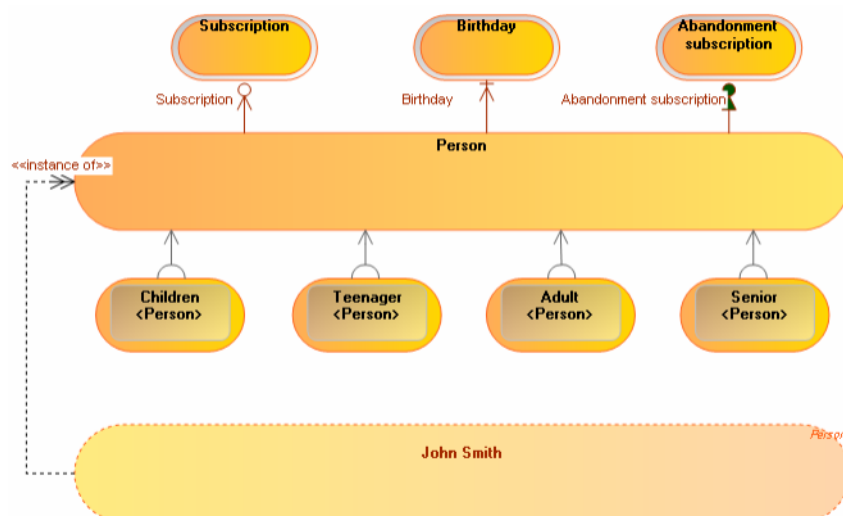 Subscription
Birthday
Abandonment
subscription
Subscription
Birthday
Abandonment subscription
Person
<<instance of>>
Children
<Person>
Teenager
<Person>
Adult
<Person>
Senior
<Person>
Person
John Smith